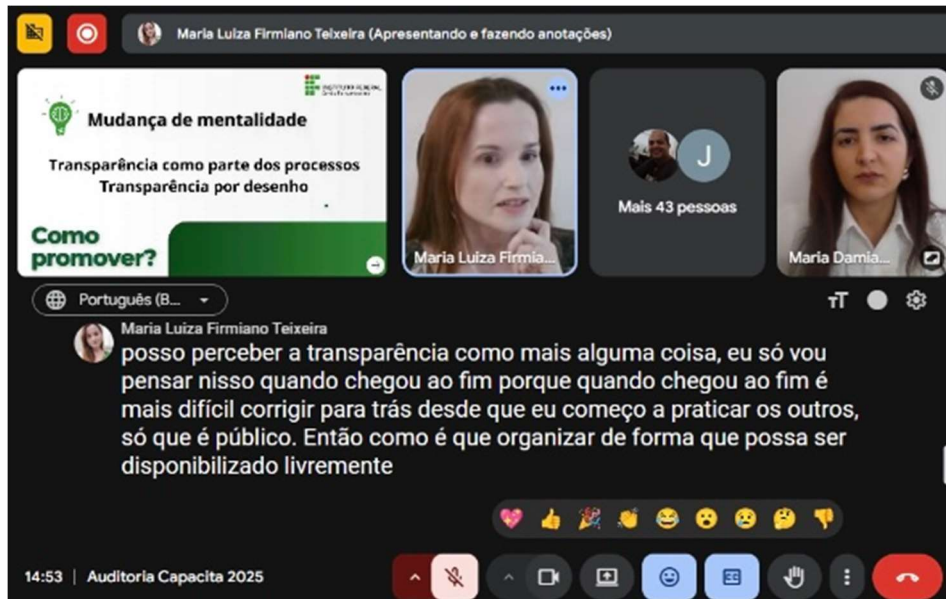 Maria Luiza Firmiano Teixeira (Apresentando e fazendo anotações)
INSTITUTO FEDERAL
Mudança de mentalidade
Transparência como parte dos processos
Transparência por desenho
Como
promover?
Maria Luiza Firmia...
J
Mais 43 pessoas
Maria Damia...
Português (B...
Maria Luiza Firmiano Teixeira
posso perceber a transparência como mais alguma coisa, eu só vou
pensar nisso quando chegou ao fim porque quando chegou ao fim é
mais difícil corrigir para trás desde que eu começo a praticar os outros,
só que é público. Então como é que organizar de forma que possa ser
disponibilizado livremente
14:53 | Auditoria Capacita 2025